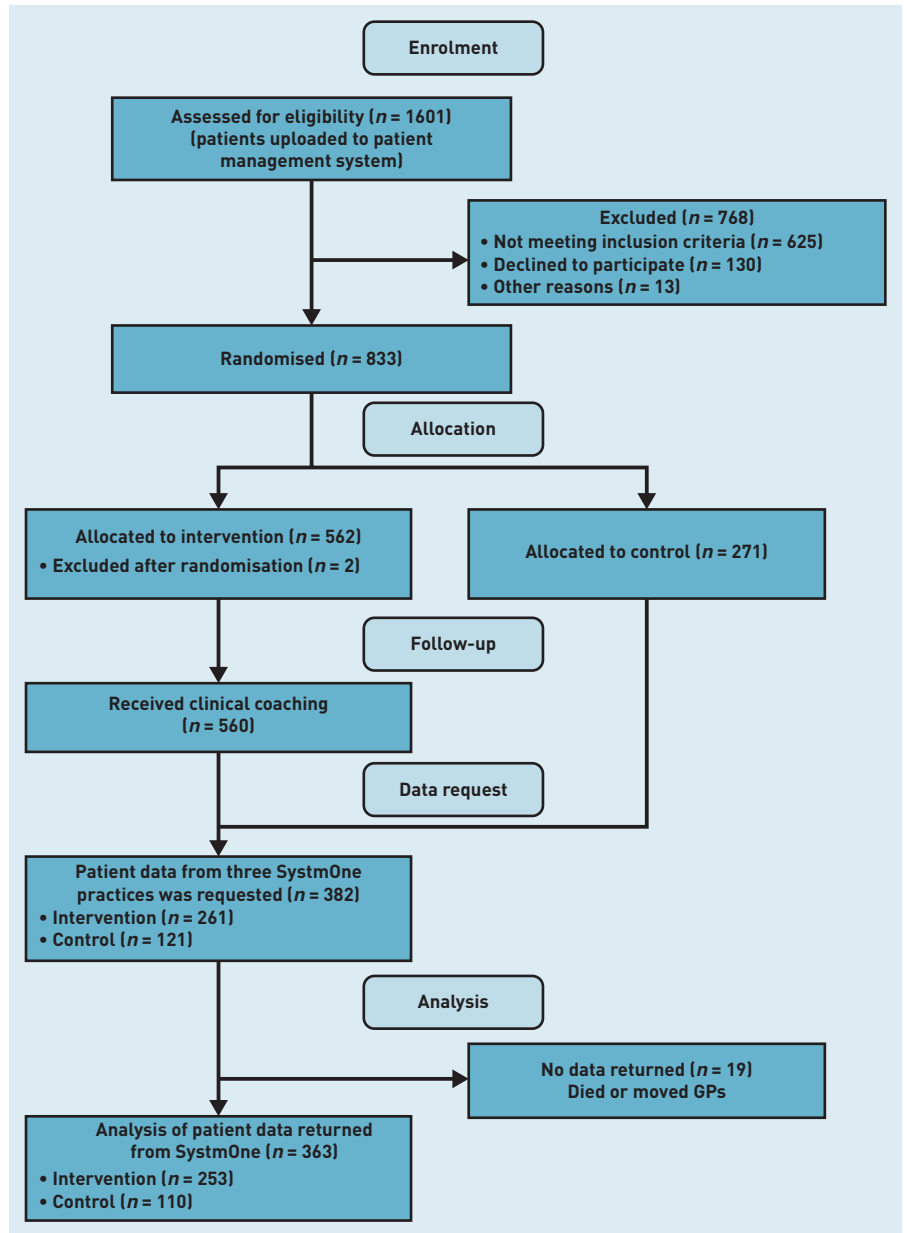 Enrolment
Assessed for eligibility (n = 1601)
(patients uploaded to patient
management system)
Excluded (n = 768)
• Not meeting inclusion criteria (n = 625)
• Declined to participate (n = 130)
• Other reasons (n = 13)
Randomised (n = 833)
Allocation
Allocated to intervention (n = 562)
• Excluded after randomisation (n = 2)
Allocated to control (n = 271)
Follow-up
Received clinical coaching
(n = 560)
Data request
Patient data from three SystmOne
practices was requested (n = 382)
• Intervention (n = 261)
• Control (n = 121)
Analysis
No data returned (n = 19)
Died or moved GPs
Analysis of patient data returned
from SystmOne (n = 363)
• Intervention (n = 253)
• Control (n = 110)